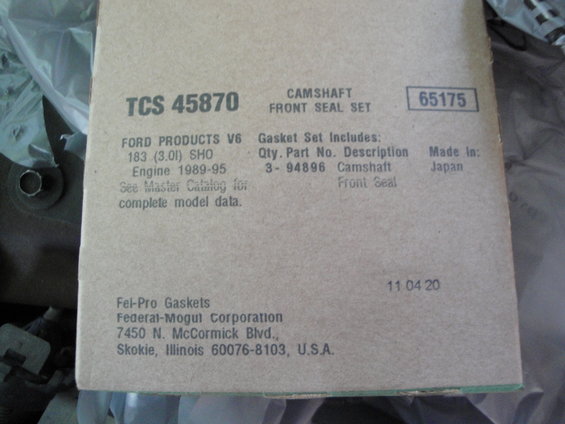 TCS 45870
CAMSHAFT
FRONT SEAL SET
65175
FORD PRODUCTS V6
183 (3.0l) SHO
Engine 1989-95
See Master Catalog for
complete model data.
Gasket Set Includes:
Qty. Part No. Description Made in:
3- 94896 Camshaft Japan
Front Seal
11 04 20
Fel-Pro Gaskets
Federal-Mogul Corporation
7450 N. McCormick Blvd.,
Skokie, Illinois 60076-8103, U.S.A.